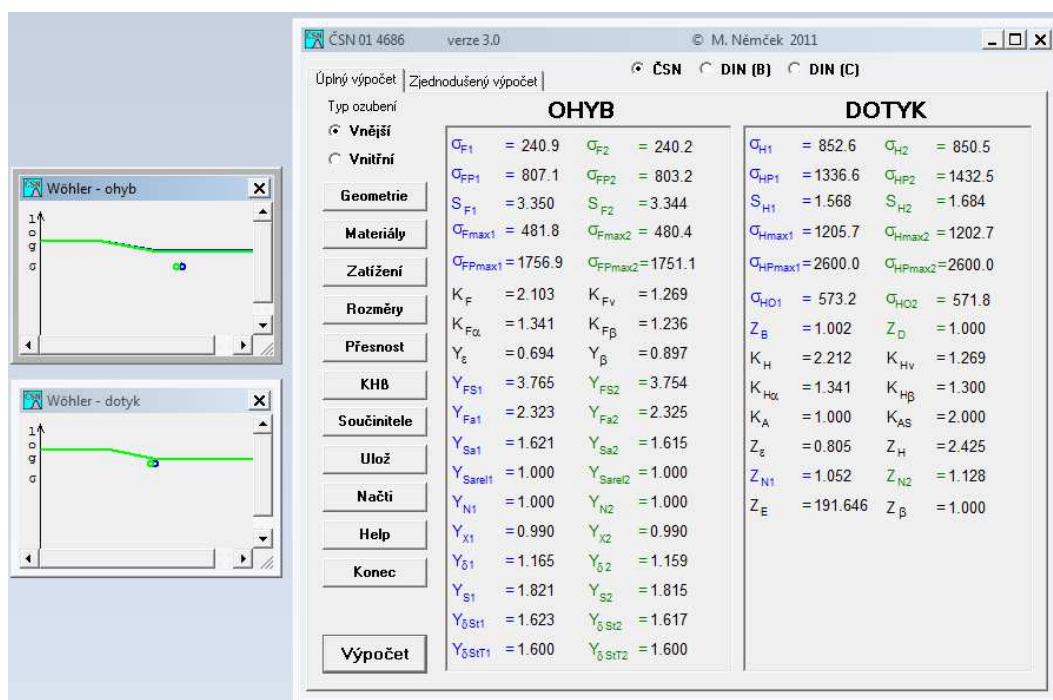 ČSN 01 4686 verze 3.0 © M. Němček 2011
Úplný výpočet Zjednodušený výpočet ČSN DIN (B) DIN (C)
Typ ozubení
Vnější
Vnitřní
Geometrie
Materiály
Zatížení
Rozměry
Přesnost
KHB
Součinitele
Ulož
Načti
Help
Konec
Výpočet
OHYB
σF1 = 240.9 σF2 = 240.2
σFP1 = 807.1 σFP2 = 803.2
SF1 =3.350 SF2 =3.344
σFmax1 = 481.8 σFmax2 = 480.4
σFPmax1 =1756.9 σFPmax2 =1751.1
KF =2.103 KFv =1.269
KFα =1.341 KFβ =1.236
Yε =0.694 Yβ =0.897
YFS1 =3.765 YFS2 =3.754
YFa1 =2.323 YFa2 =2.325
YSa1 =1.621 YSa2 =1.615
YSarel1 =1.000 YSarel2 =1.000
YN1 =1.000 YN2 =1.000
YX1 =0.990 YX2 =0.990
Yδ1 =1.165 Yδ2 =1.159
YS1 =1.821 YS2 =1.815
YδSt1 =1.623 YδSt2 =1.617
YδStT1 =1.600 YδStT2 =1.600
DOTYK
σH1 = 852.6 σH2 = 850.5
σHP1 =1336.6 σHP2 =1432.5
SH1 =1.568 SH2 =1.684
σHmax1 =1205.7 σHmax2 =1202.7
σHPmax1 =2600.0 σHPmax2 =2600.0
σHO1 = 573.2 σHO2 = 571.8
ZB =1.002 ZD =1.000
KH =2.212 KHv =1.269
KHα =1.341 KHβ =1.300
KA =1.000 KAS =2.000
Zε =0.805 ZH =2.425
ZN1 =1.052 ZN2 =1.128
ZE =191.646 Zβ =1.000
ČSN Wöhler - ohyb
log
σ
ČSN Wöhler - dotyk
log
σ